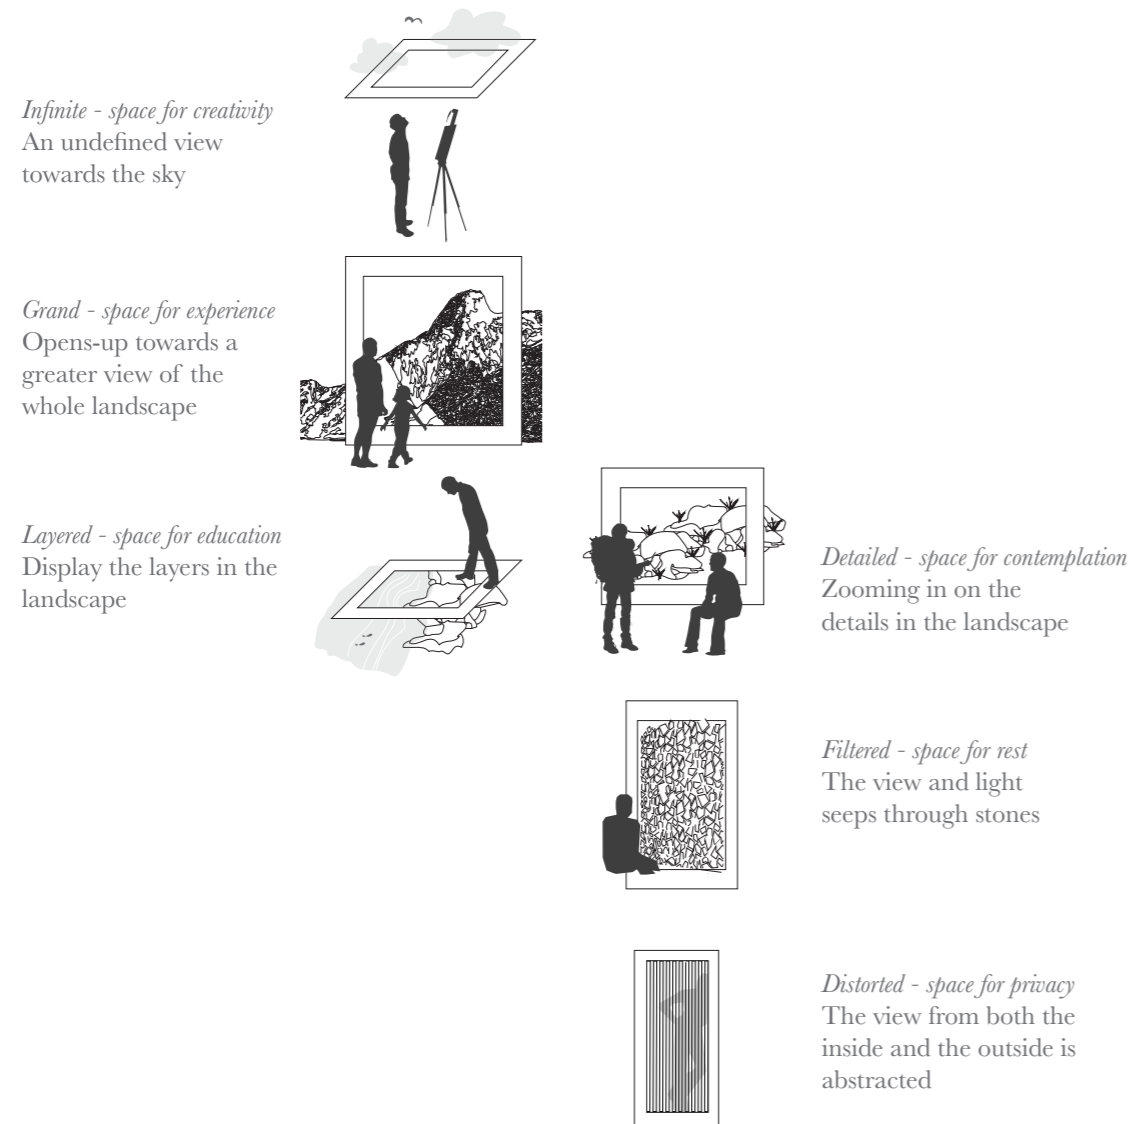 Infinite - space for creativity
An undefined view
towards the sky
Grand - space for experience
Opens-up towards a
greater view of the
whole landscape
Layered - space for education
Display the layers in the
landscape
Detailed - space for contemplation
Zooming in on the
details in the landscape
Filtered - space for rest
The view and light
seeps through stones
Distorted - space for privacy
The view from both the
inside and the outside is
abstracted